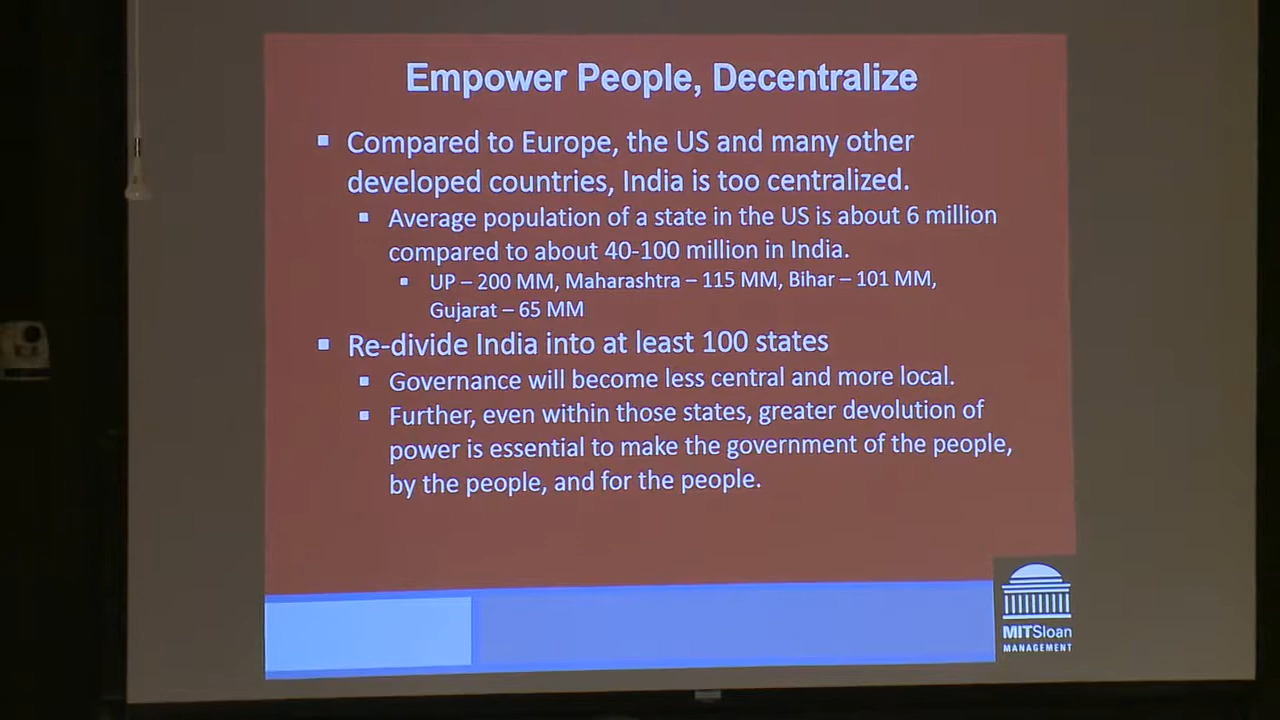 Empower People, Decentralize
▪ Compared to Europe, the US and many other
developed countries, India is too centralized.
▪ Average population of a state in the US is about 6 million
compared to about 40-100 million in India.
▪ UP – 200 MM, Maharashtra – 115 MM, Bihar – 101 MM,
Gujarat – 65 MM
▪ Re-divide India into at least 100 states
▪ Governance will become less central and more local.
▪ Further, even within those states, greater devolution of
power is essential to make the government of the people,
by the people, and for the people.
MITSloan
MANAGEMENT